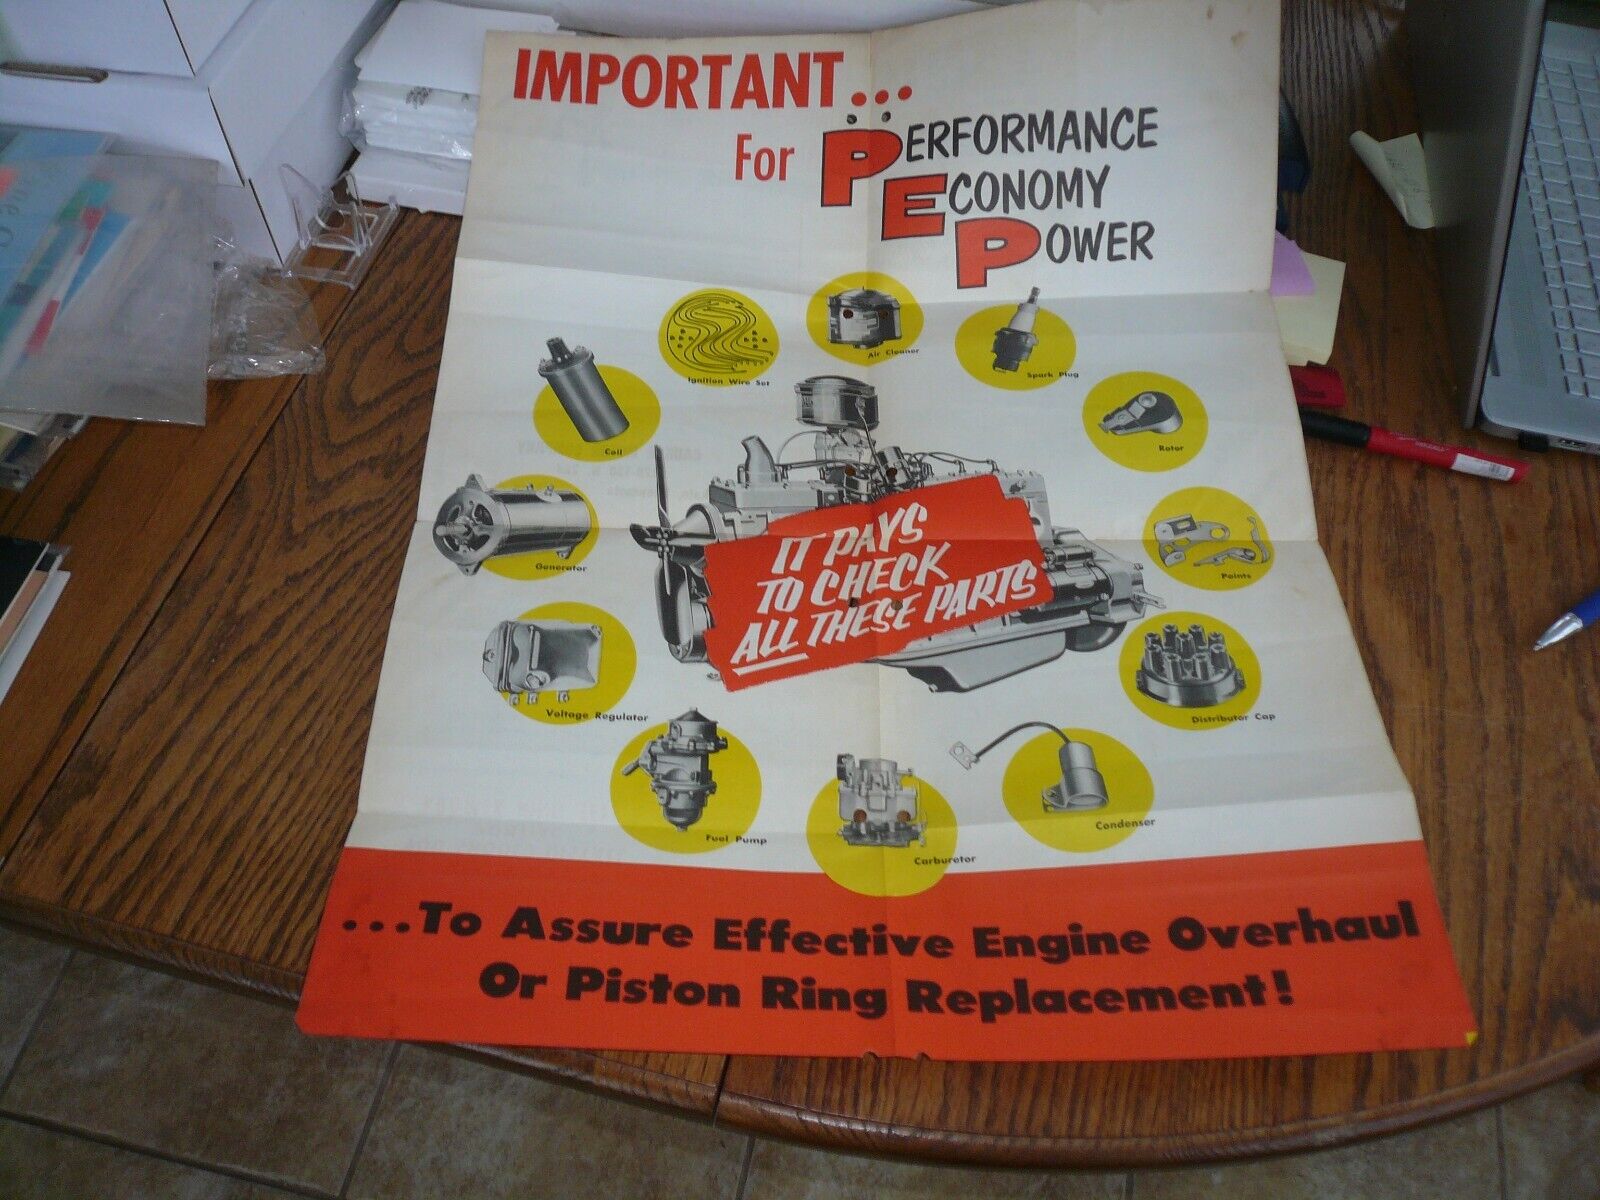 IMPORTANT...
For PERFORMANCE
ECONOMY
POWER
Air Cleaner
Ignition Wire Set
Spark Plug
Coil
Rotor
Generator
Points
IT PAYS
TO CHECK
ALL THESE PARTS
Voltage Regulator
Distributor Cap
Fuel Pump
Carburetor
Condenser
...To Assure Effective Engine Overhaul
Or Piston Ring Replacement!